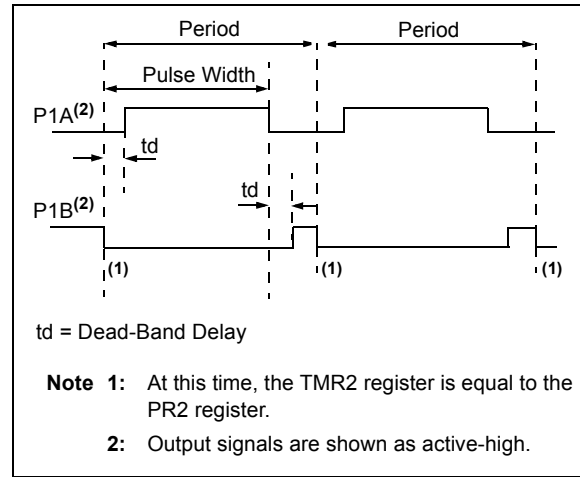 Period Period
Pulse Width
P1A(2)
td
td
P1B(2)
(1) (1) (1)
td = Dead-Band Delay
Note 1: At this time, the TMR2 register is equal to the
PR2 register.
2: Output signals are shown as active-high.